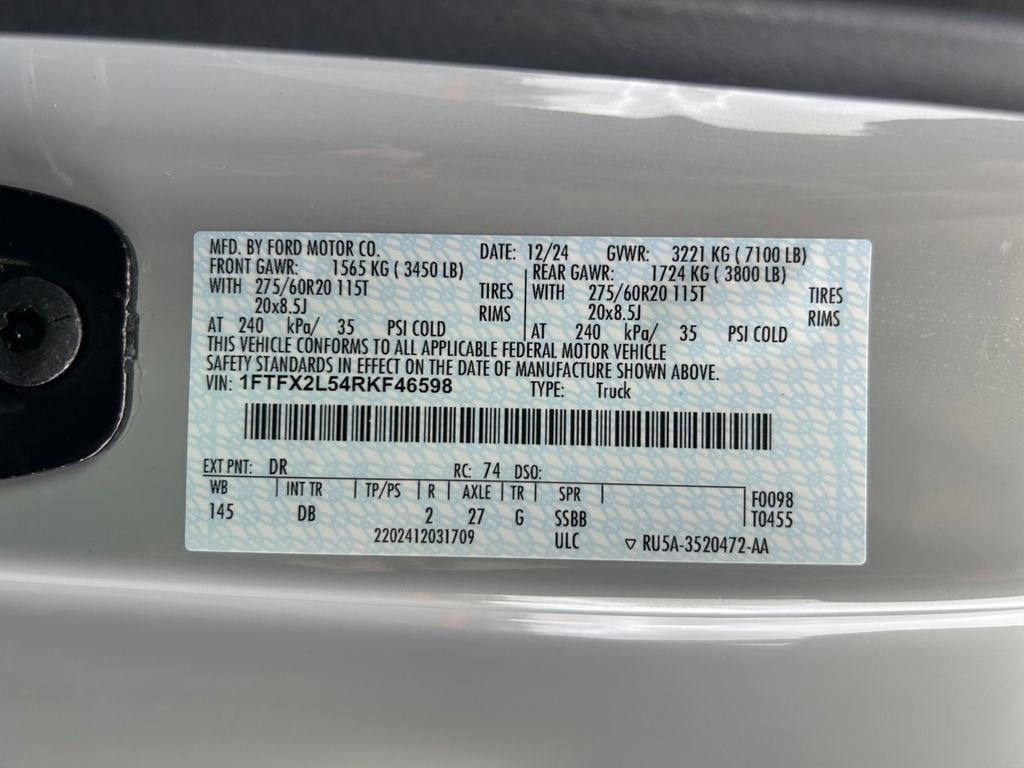 MFD. BY FORD MOTOR CO. DATE: 12/24 GVWR: 3221 KG ( 7100 LB)
FRONT GAWR: 1565 KG ( 3450 LB) REAR GAWR: 1724 KG ( 3800 LB)
WITH 275/60R20 115T TIRES WITH 275/60R20 115T TIRES
20x8.5J RIMS 20x8.5J RIMS
AT 240 kPa/ 35 PSI COLD AT 240 kPa/ 35 PSI COLD
THIS VEHICLE CONFORMS TO ALL APPLICABLE FEDERAL MOTOR VEHICLE
SAFETY STANDARDS IN EFFECT ON THE DATE OF MANUFACTURE SHOWN ABOVE.
VIN: 1FTFX2L54RKF46598 TYPE: Truck
EXT PNT: DR RC: 74 DSO:
WB INT TR TP/PS R AXLE TR SPR F0098
145 DB 2 27 G SSBB T0455
2202412031709 ULC ▽ RU5A-3520472-AA